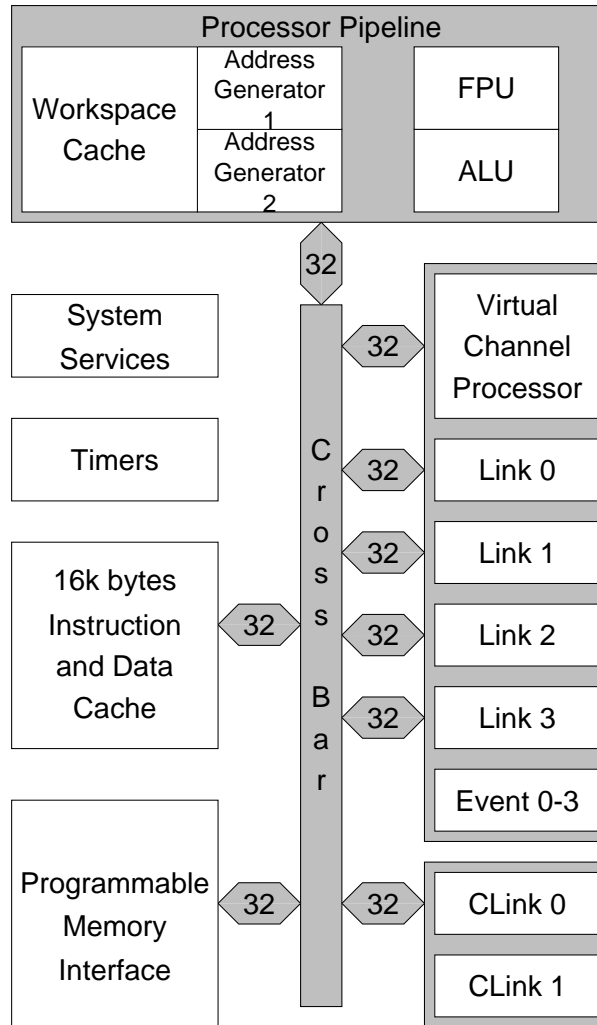 Processor Pipeline
Workspace
Cache
Address
Generator
1
Address
Generator
2
FPU
ALU
32
System
Services
Timers
16k bytes
Instruction
and Data
Cache
32
Programmable
Memory
Interface
32
Cross Bar
32
Virtual
Channel
Processor
32
Link 0
32
Link 1
32
Link 2
32
Link 3
Event 0-3
32
CLink 0
CLink 1